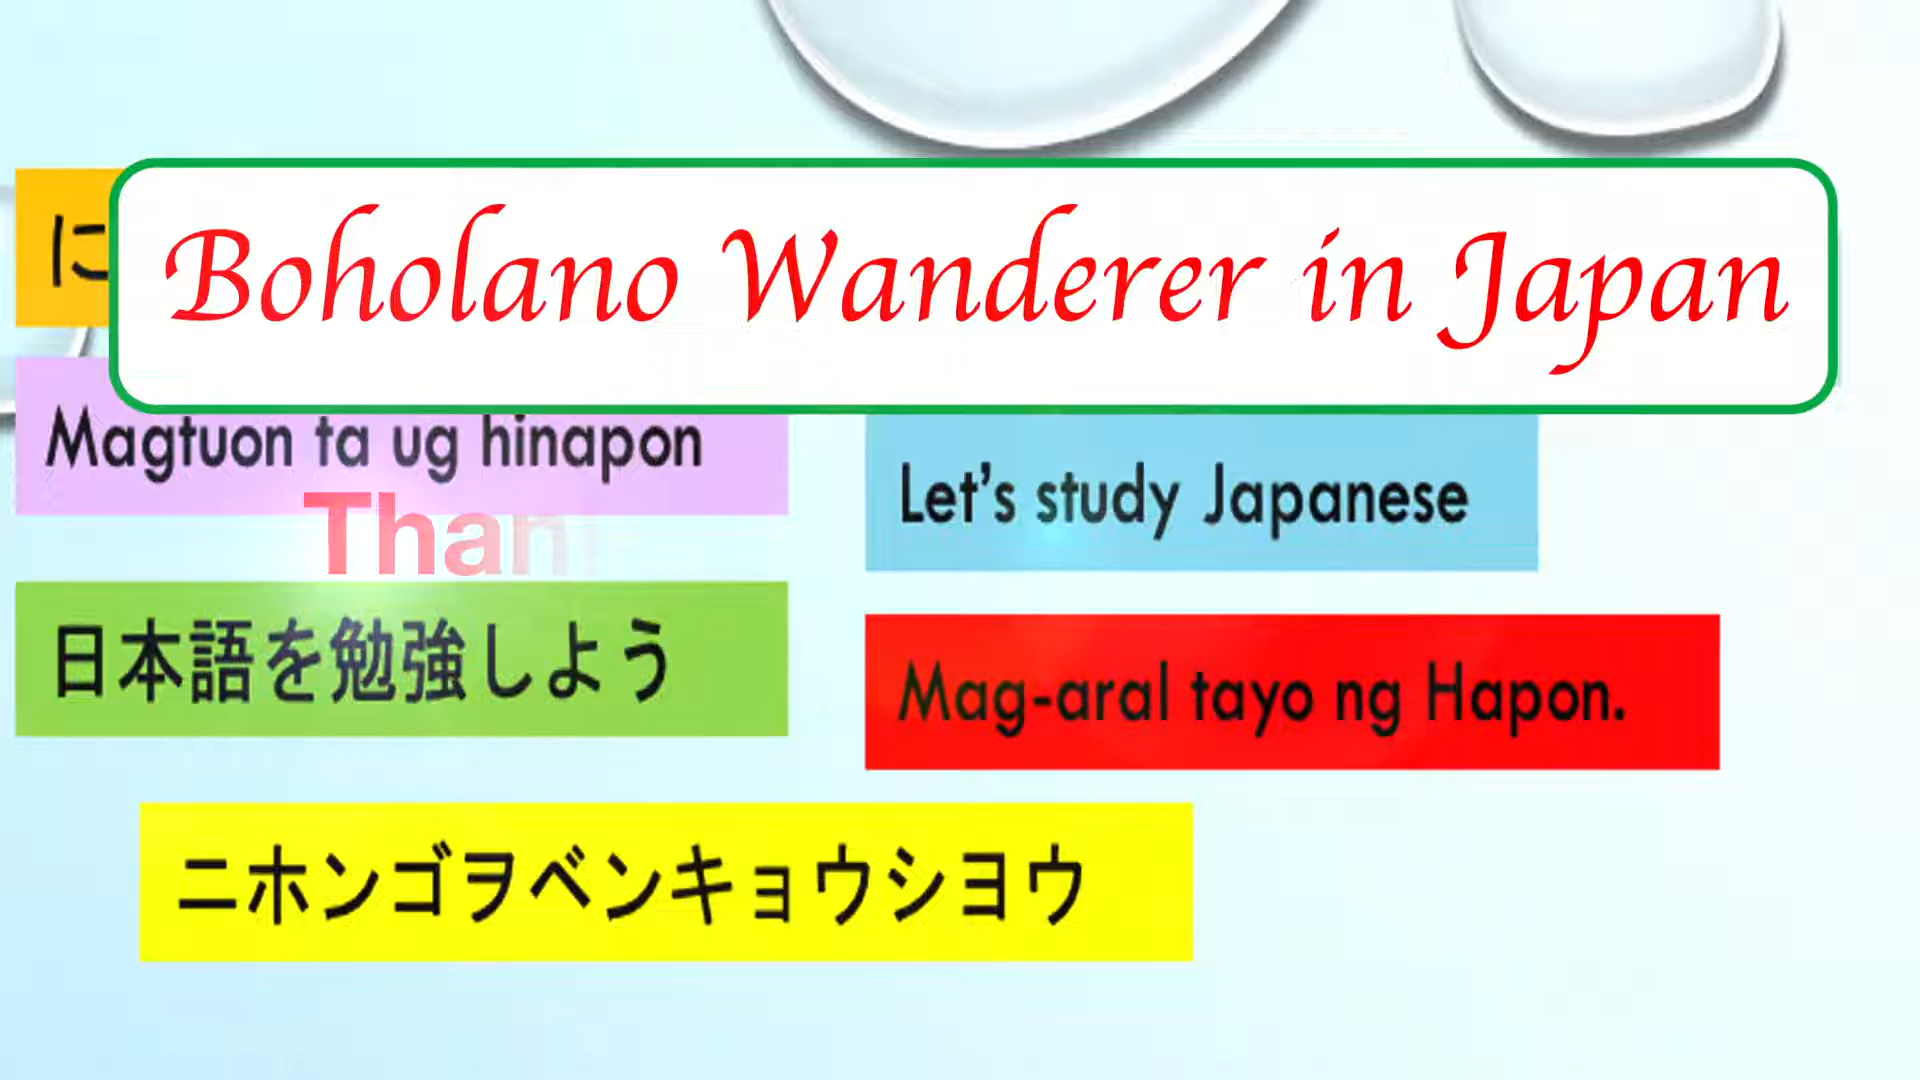 Boholano Wanderer in Japan
に
Magtuon ta ug hinapon
Let's study Japanese
日本語を勉強しよう
Mag-aral tayo ng Hapon.
ニホンゴヲベンキョウシヨウ